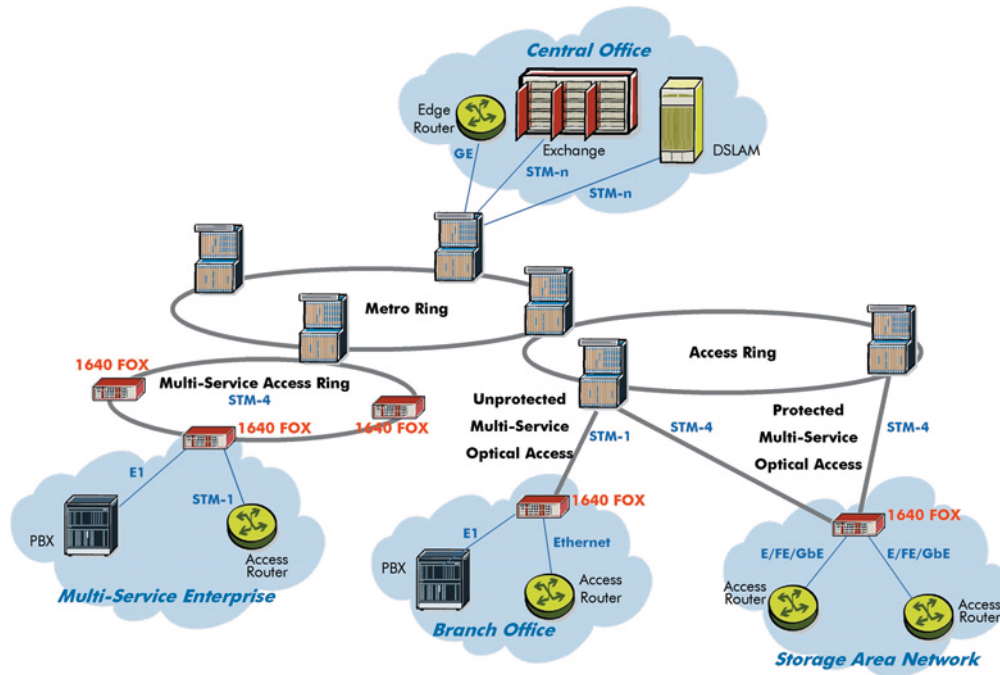 Central Office
Edge
Router
GE
Exchange
DSLAM
STM-n
STM-n
Metro Ring
Access Ring
1640 FOX
Multi-Service Access Ring
STM-4
1640 FOX
1640 FOX
Unprotected
Multi-Service
Optical Access
STM-1
STM-4
Protected
Multi-Service
Optical Access
STM-4
E1
STM-1
PBX
Access
Router
Multi-Service Enterprise
1640 FOX
E1
Ethernet
PBX
Access
Router
Branch Office
1640 FOX
E/FE/GbE
E/FE/GbE
Access
Router
Access
Router
Storage Area Network